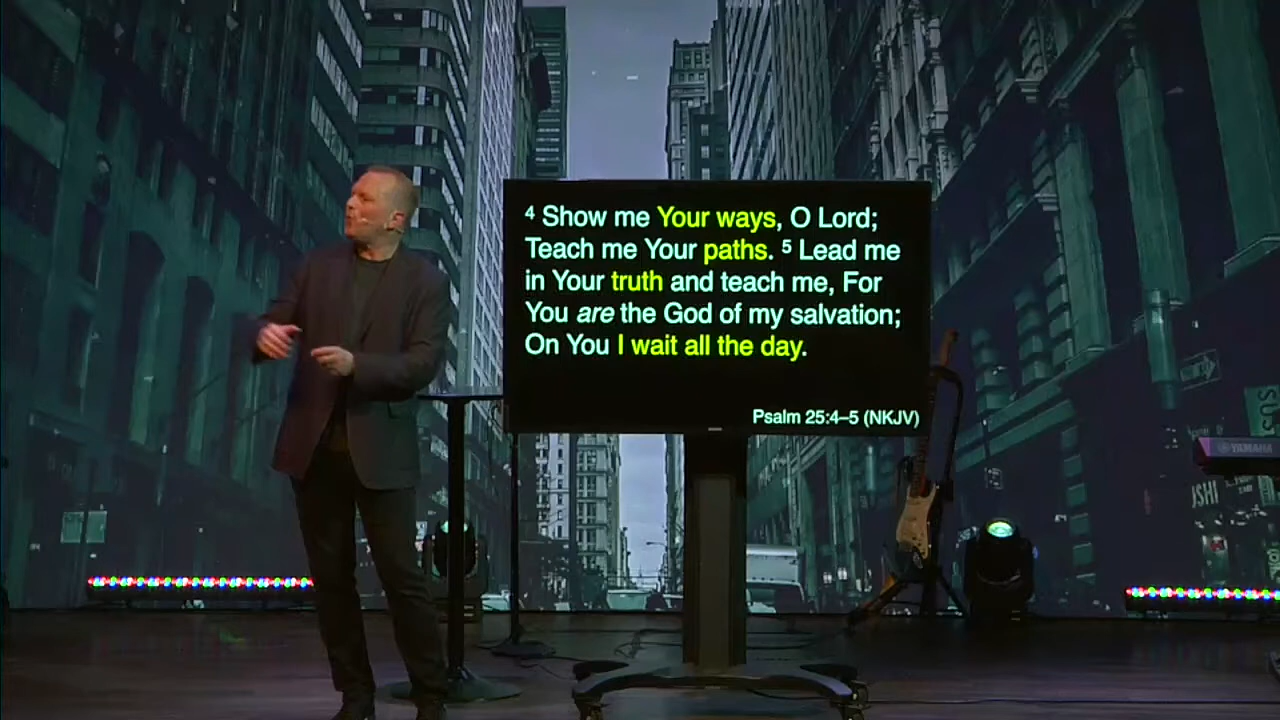 ⁴ Show me Your ways, O Lord;
Teach me Your paths. ⁵ Lead me
in Your truth and teach me, For
You are the God of my salvation;
On You I wait all the day.
Psalm 25:4–5 (NKJV)
YAMAHA